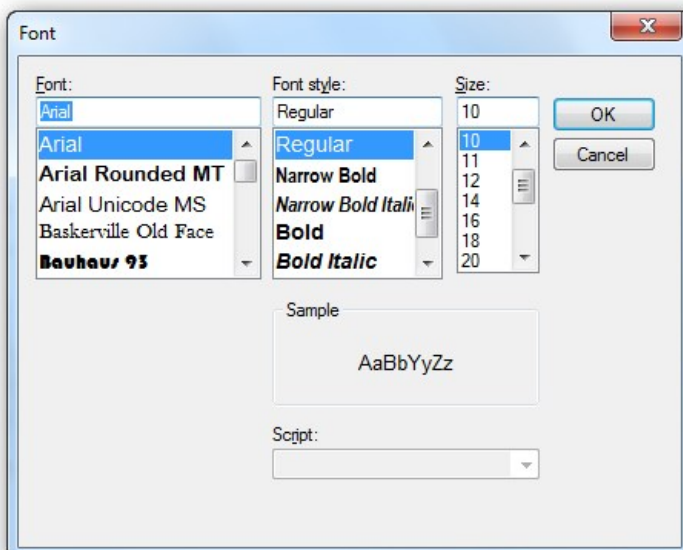 Font
Font:
Font style:
Size:
Arial
Regular
10
OK
Cancel
Arial
Arial Rounded MT
Arial Unicode MS
Baskerville Old Face
Bauhaus 93
Regular
Narrow Bold
Narrow Bold Itali
Bold
Bold Italic
10
11
12
14
16
18
20
Sample
AaBbYyZz
Script: